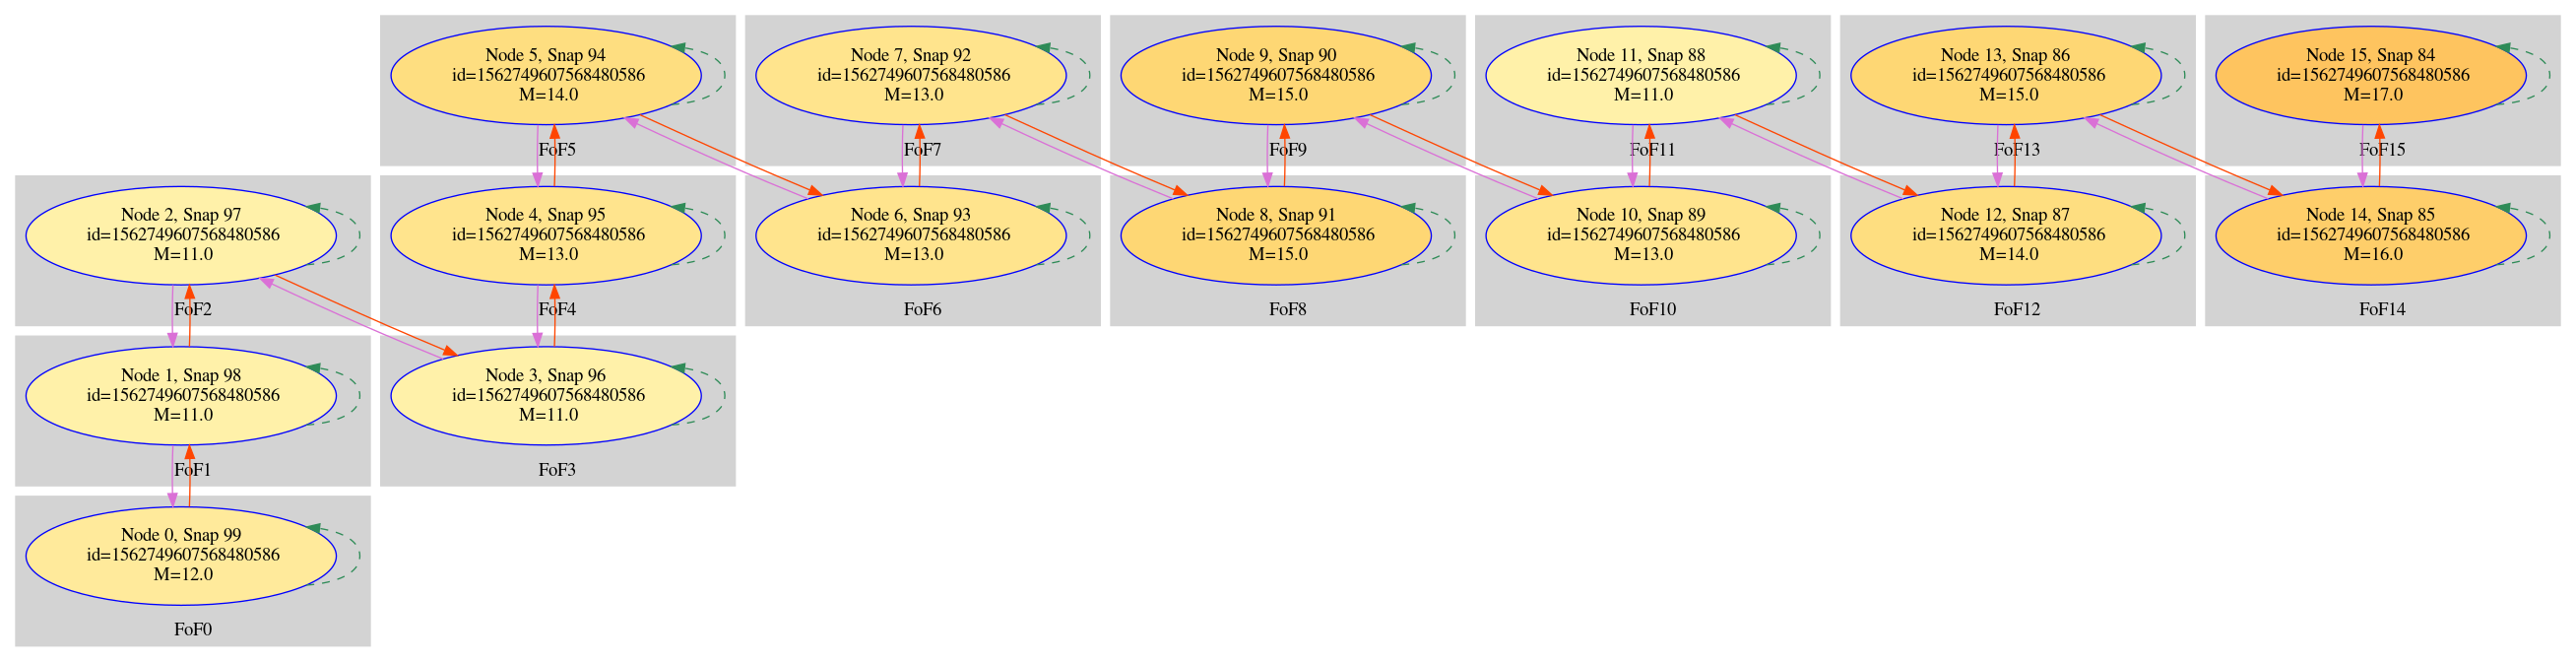 Node 5, Snap 94
id=1562749607568480586
M=14.0
FoF5
Node 7, Snap 92
id=1562749607568480586
M=13.0
FoF7
Node 9, Snap 90
id=1562749607568480586
M=15.0
FoF9
Node 11, Snap 88
id=1562749607568480586
M=11.0
FoF11
Node 13, Snap 86
id=1562749607568480586
M=15.0
FoF13
Node 15, Snap 84
id=1562749607568480586
M=17.0
FoF15
Node 2, Snap 97
id=1562749607568480586
M=11.0
FoF2
Node 4, Snap 95
id=1562749607568480586
M=13.0
FoF4
Node 6, Snap 93
id=1562749607568480586
M=13.0
FoF6
Node 8, Snap 91
id=1562749607568480586
M=15.0
FoF8
Node 10, Snap 89
id=1562749607568480586
M=13.0
FoF10
Node 12, Snap 87
id=1562749607568480586
M=14.0
FoF12
Node 14, Snap 85
id=1562749607568480586
M=16.0
FoF14
Node 1, Snap 98
id=1562749607568480586
M=11.0
FoF1
Node 3, Snap 96
id=1562749607568480586
M=11.0
FoF3
Node 0, Snap 99
id=1562749607568480586
M=12.0
FoF0